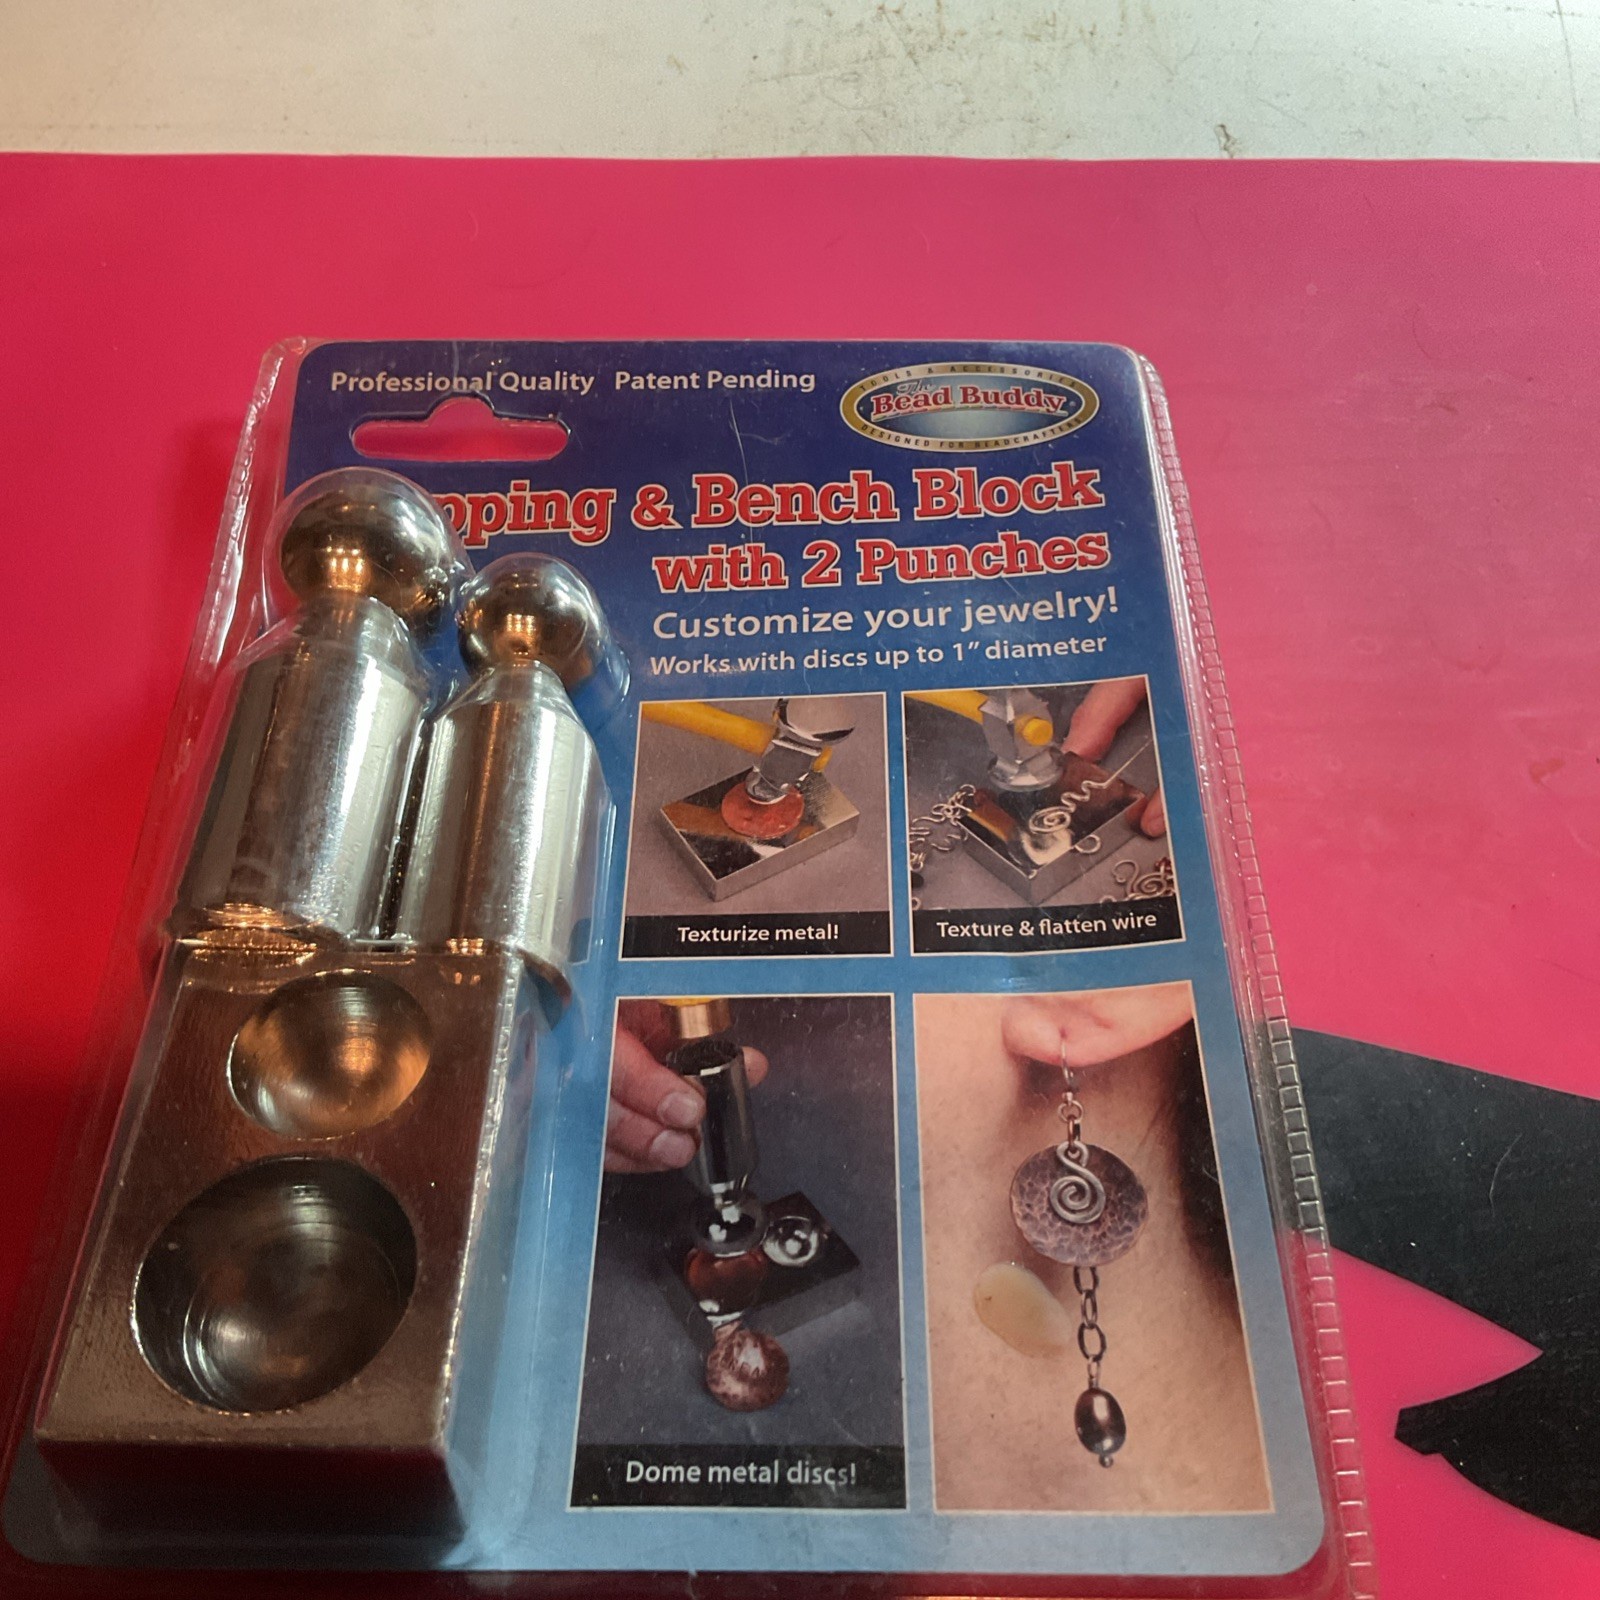 Professional Quality Patent Pending
TOOLS & ACCESSORIES
The
Bead Buddy
DESIGNED FOR BEADCRAFTERS
pping & Bench Block
with 2 Punches
Customize your jewelry!
Works with discs up to 1" diameter
Texturize metal!
Texture & flatten wire
Dome metal discs!